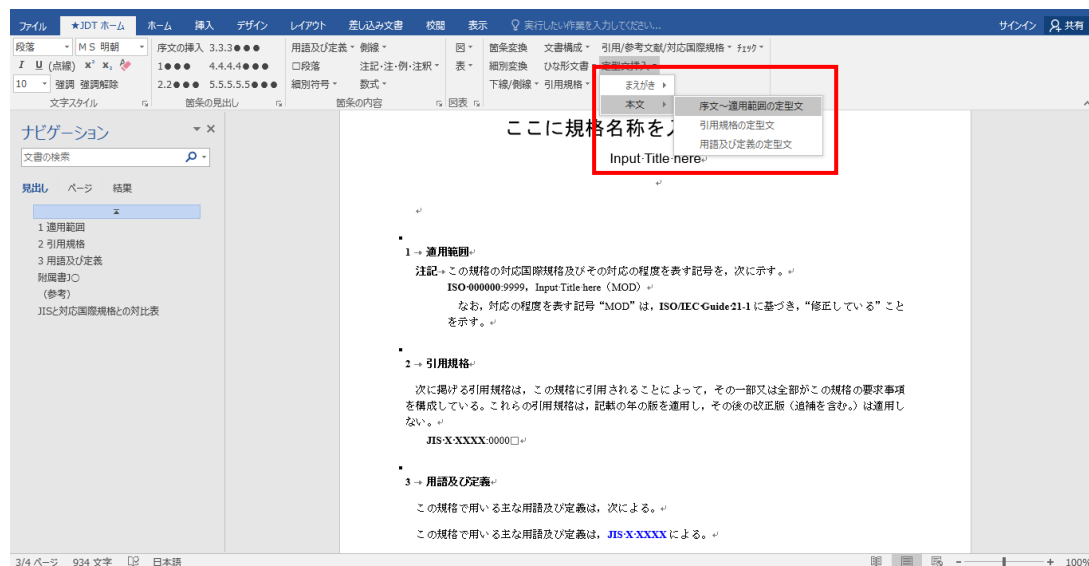 ファイル ★JDT ホーム ホーム 挿入 デザイン レイアウト 差し込み文書 校閲 表示 実行したい作業を入力してください... サインイン 共有
段落 ＭＳ 明朝 序文の挿入 3.3.3●●● 用語及び定義 側線 図 箇条変換 文書構成 引用/参考文献/対応国際規格 ﾁｪｯｸ
I U (点線) x² x₂ 1●●● 4.4.4.4●●● 口段落 注記・注・例・注釈 表 細別変換 ひな形文書 定型文挿入
10 強調 強調解除 2.2●●● 5.5.5.5.5●●● 細別符号 数式 下線/側線 引用規格 まえがき
文字スタイル 箇条の見出し 箇条の内容 図表 本文 序文～適用範囲の定型文
引用規格の定型文
用語及び定義の定型文
ナビゲーション
文書の検索
見出し ページ 結果
1 適用範囲
2 引用規格
3 用語及び定義
附属書J○
(参考)
JISと対応国際規格との対比表
ここに規格名称を
Input Title here
1 → 適用範囲
注記→この規格の対応国際規格及びその対応の程度を表す記号を，次に示す。
ISO 000000:9999，Input Title here（MOD）
なお，対応の程度を表す記号“MOD”は，ISO/IEC Guide 21-1 に基づき，“修正している”こと
を示す。
2 → 引用規格
次に掲げる引用規格は，この規格に引用されることによって，その一部又は全部がこの規格の要求事項
を構成している。これらの引用規格は，記載の年の版を適用し，その後の改正版（追補を含む。）は適用し
ない。
JIS X XXXX:0000□
3 → 用語及び定義
この規格で用いる主な用語及び定義は，次による。
この規格で用いる主な用語及び定義は，JIS X XXXX による。
3/4 ページ 934 文字 日本語 - + 100%